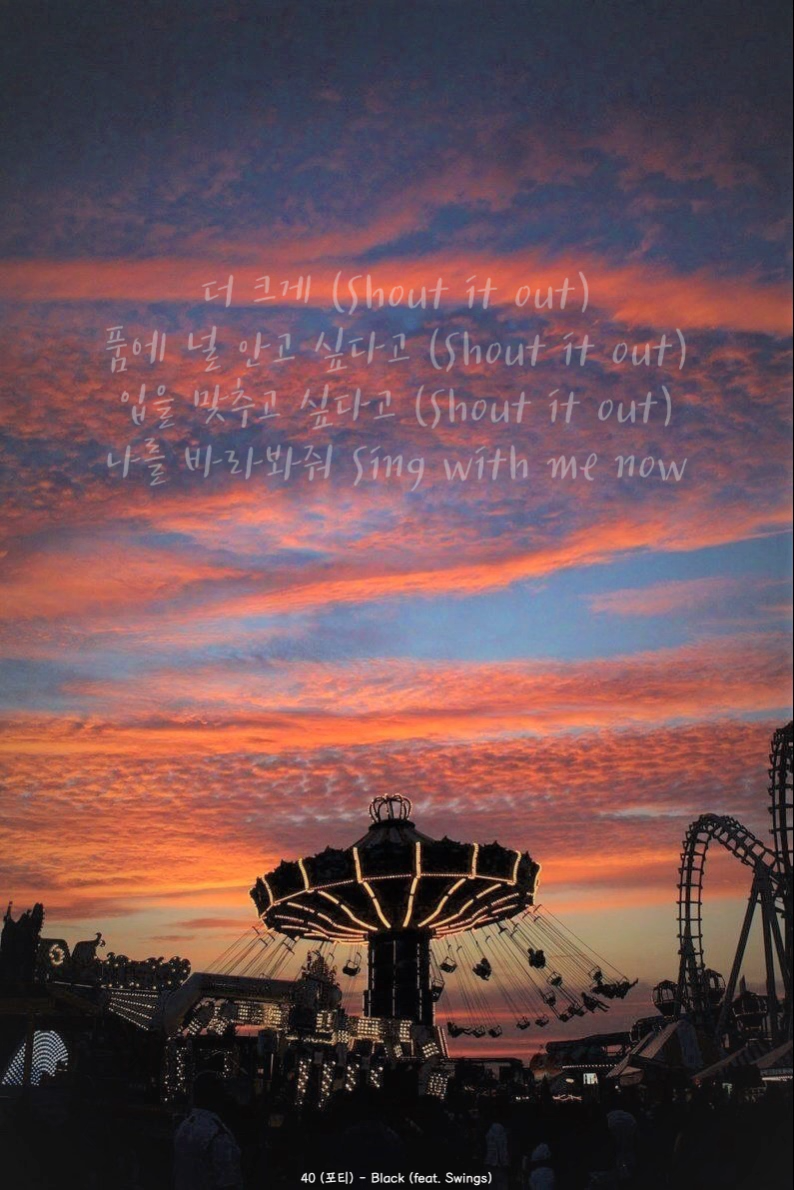 더 크게 (Shout it out)
품에 널 안고 싶다고 (Shout it out)
입을 맞추고 싶다고 (Shout it out)
나를 바라봐줘 Sing with me now
40 (포티) - Black (feat. Swings)